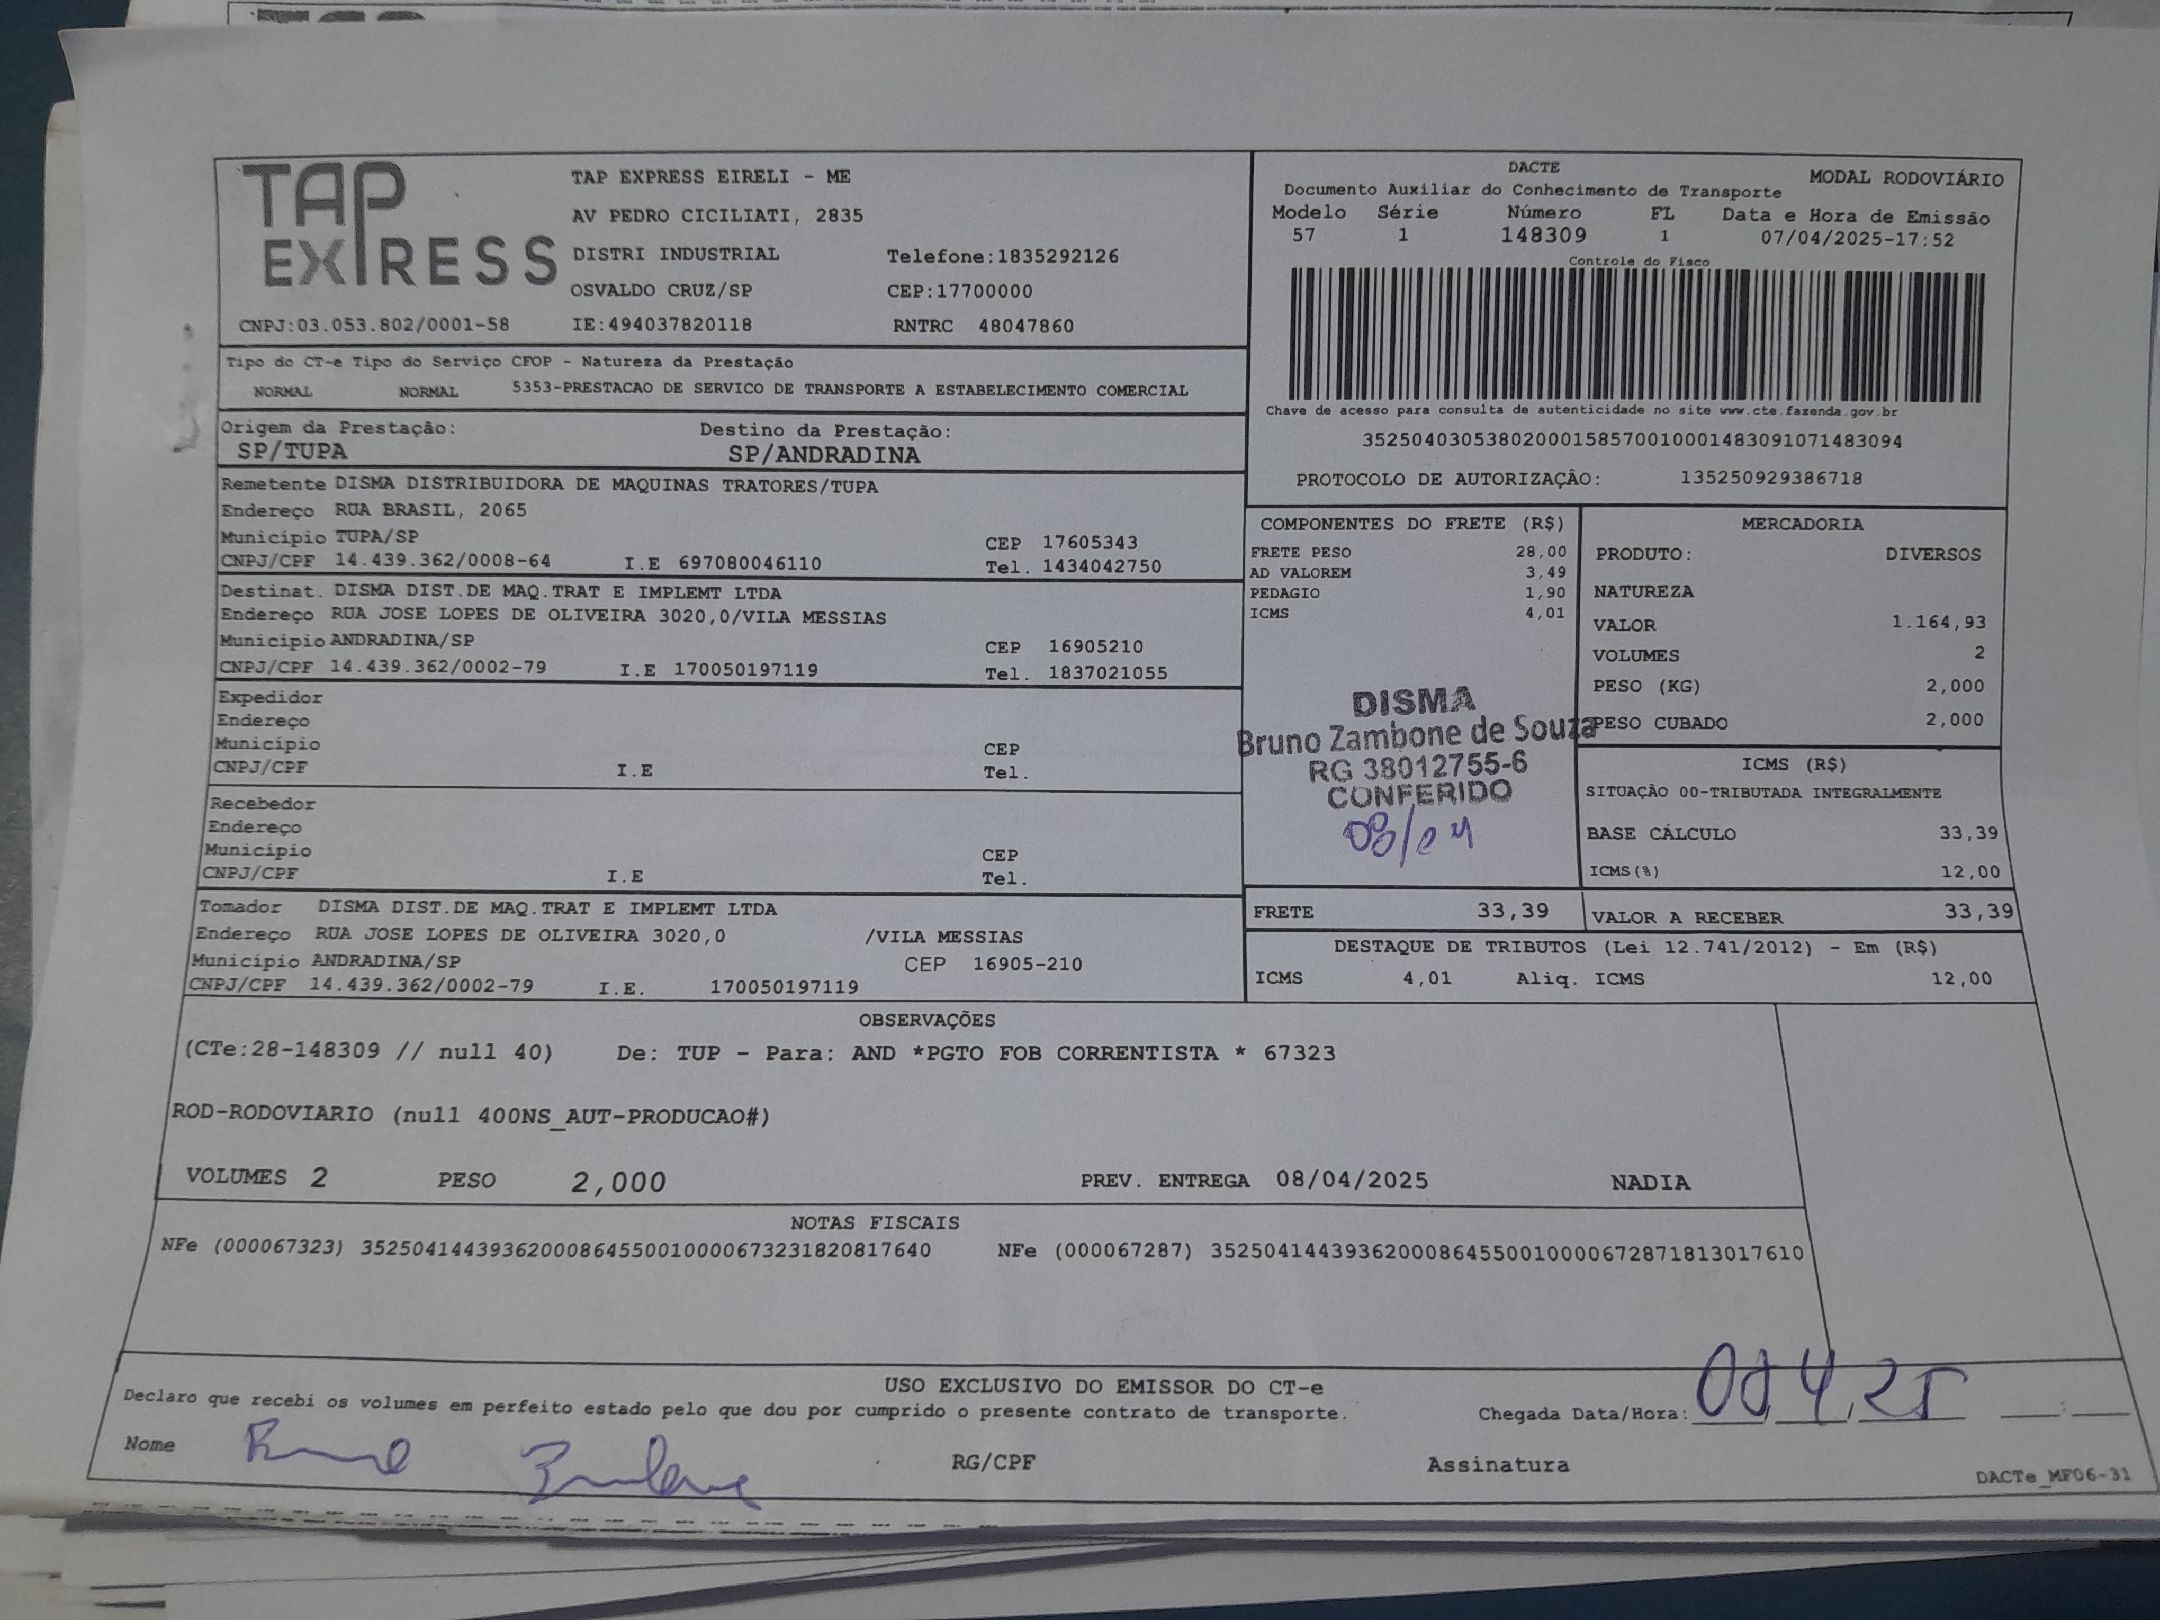 TAP
EXPRESS
TAP EXPRESS EIRELI - ME
AV PEDRO CICILIATI, 2835
DISTRI INDUSTRIAL Telefone:1835292126
OSVALDO CRUZ/SP CEP:17700000
CNPJ:03.053.802/0001-58 IE:494037820118 RNTRC 48047860
DACTE MODAL RODOVIÁRIO
Documento Auxiliar do Conhecimento de Transporte
Modelo Série Número FL Data e Hora de Emissão
57 1 148309 1 07/04/2025-17:52
Controle do Fisco
Chave de acesso para consulta de autenticidade no site www.cte.fazenda.gov.br
35250403053802000158570010001483091071483094
PROTOCOLO DE AUTORIZAÇÃO: 135250929386718
Tipo do CT-e Tipo do Serviço CFOP - Natureza da Prestação
NORMAL NORMAL 5353-PRESTACAO DE SERVICO DE TRANSPORTE A ESTABELECIMENTO COMERCIAL
Origem da Prestação: Destino da Prestação:
SP/TUPA SP/ANDRADINA
Remetente DISMA DISTRIBUIDORA DE MAQUINAS TRATORES/TUPA
Endereço RUA BRASIL, 2065
Município TUPA/SP CEP 17605343
CNPJ/CPF 14.439.362/0008-64 I.E 697080046110 Tel. 1434042750
Destinat. DISMA DIST.DE MAQ.TRAT E IMPLEMT LTDA
Endereço RUA JOSE LOPES DE OLIVEIRA 3020,0/VILA MESSIAS
Município ANDRADINA/SP CEP 16905210
CNPJ/CPF 14.439.362/0002-79 I.E 170050197119 Tel. 1837021055
Expedidor
Endereço
Município CEP
CNPJ/CPF I.E Tel.
Recebedor
Endereço
Município CEP
CNPJ/CPF I.E Tel.
Tomador DISMA DIST.DE MAQ.TRAT E IMPLEMT LTDA
Endereço RUA JOSE LOPES DE OLIVEIRA 3020,0 /VILA MESSIAS
Município ANDRADINA/SP CEP 16905-210
CNPJ/CPF 14.439.362/0002-79 I.E. 170050197119
COMPONENTES DO FRETE (R$)
FRETE PESO 28,00
AD VALOREM 3,49
PEDAGIO 1,90
ICMS 4,01
DISMA
Bruno Zambone de Souza
RG 38012755-6
CONFERIDO
08/04
MERCADORIA
PRODUTO: DIVERSOS
NATUREZA
VALOR 1.164,93
VOLUMES 2
PESO (KG) 2,000
PESO CUBADO 2,000
ICMS (R$)
SITUAÇÃO 00-TRIBUTADA INTEGRALMENTE
BASE CÁLCULO 33,39
ICMS(%) 12,00
FRETE 33,39 VALOR A RECEBER 33,39
DESTAQUE DE TRIBUTOS (Lei 12.741/2012) - Em (R$)
ICMS 4,01 Aliq. ICMS 12,00
OBSERVAÇÕES
(CTe:28-148309 // null 40) De: TUP - Para: AND *PGTO FOB CORRENTISTA * 67323
ROD-RODOVIARIO (null 400NS_AUT-PRODUCAO#)
VOLUMES 2 PESO 2,000 PREV. ENTREGA 08/04/2025 NADIA
NOTAS FISCAIS
NFe (000067323) 35250414439362000864550010000673231820817640 NFe (000067287) 35250414439362000864550010000672871813017610
USO EXCLUSIVO DO EMISSOR DO CT-e
Declaro que recebi os volumes em perfeito estado pelo que dou por cumprido o presente contrato de transporte. Chegada Data/Hora: 08/4/25
Nome RG/CPF Assinatura
DACTe_MF06-31